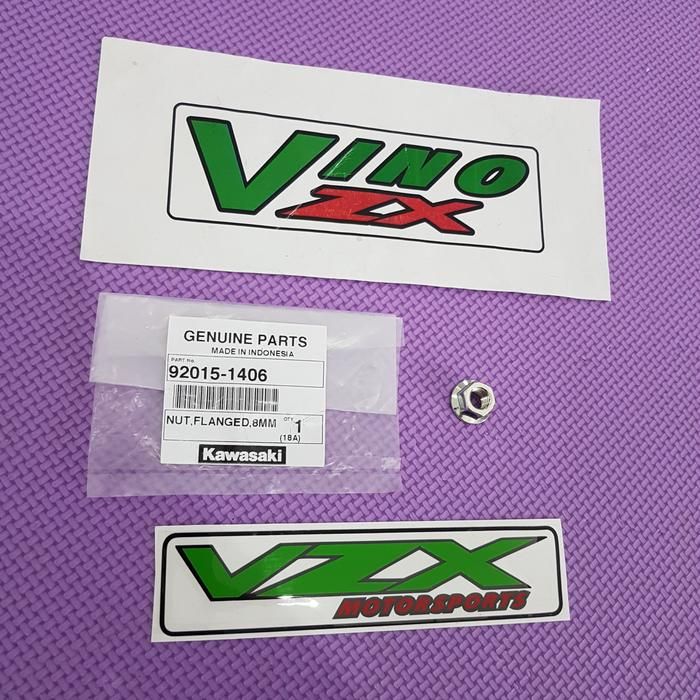 VINO
ZX
GENUINE PARTS
MADE IN INDONESIA
PART No.
92015-1406
NUT,FLANGED,8MM QTY 1
(18A)
Kawasaki
VZX
MOTORSPORTS